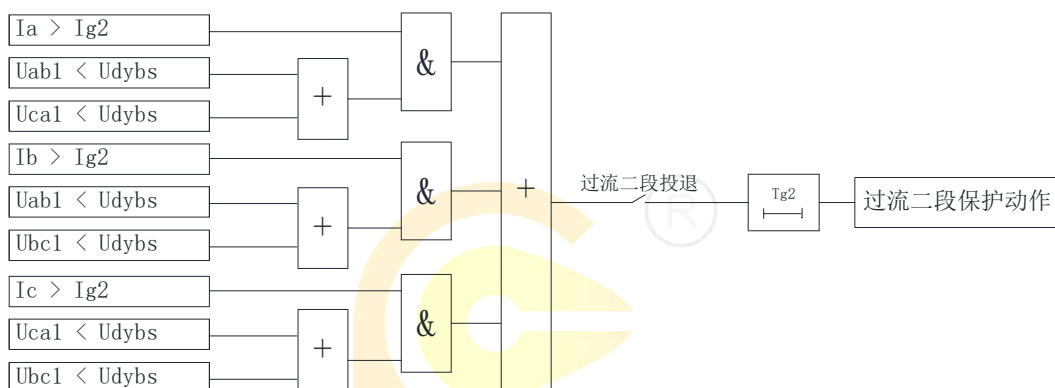 Ia > Ig2
Uab1 < Udybs
Uca1 < Udybs
+
&
Ib > Ig2
Uab1 < Udybs
Ubc1 < Udybs
+
&
Ic > Ig2
Uca1 < Udybs
Ubc1 < Udybs
+
&
+
过流二段投退
®
Tg2
过流二段保护动作